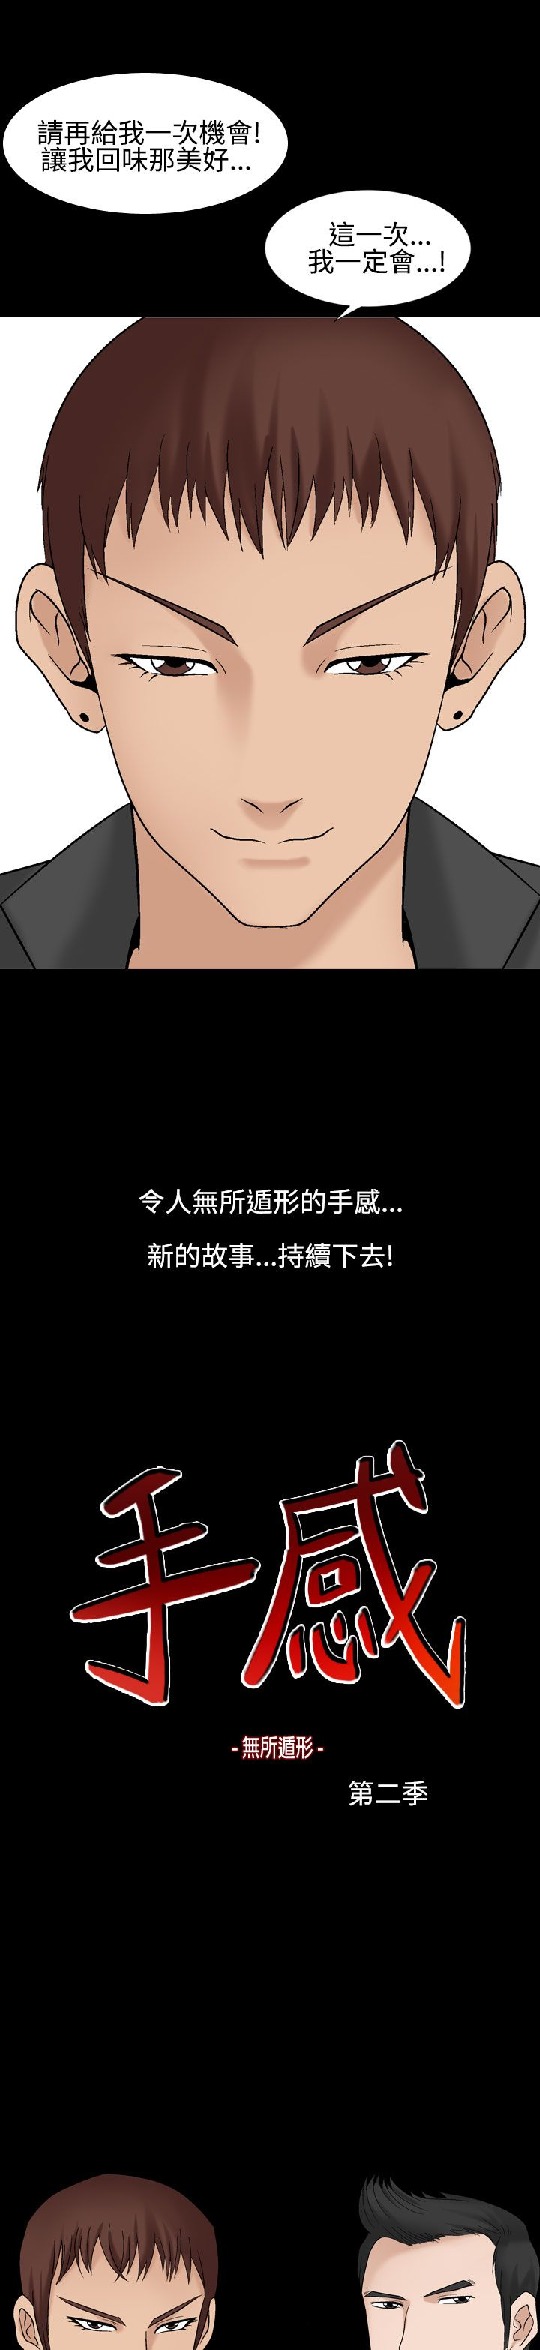 請再給我一次機會!
讓我回味那美好...
這一次...
我一定會...!
令人無所遁形的手感...
新的故事...持續下去!
手感
- 無所遁形 -
第二季